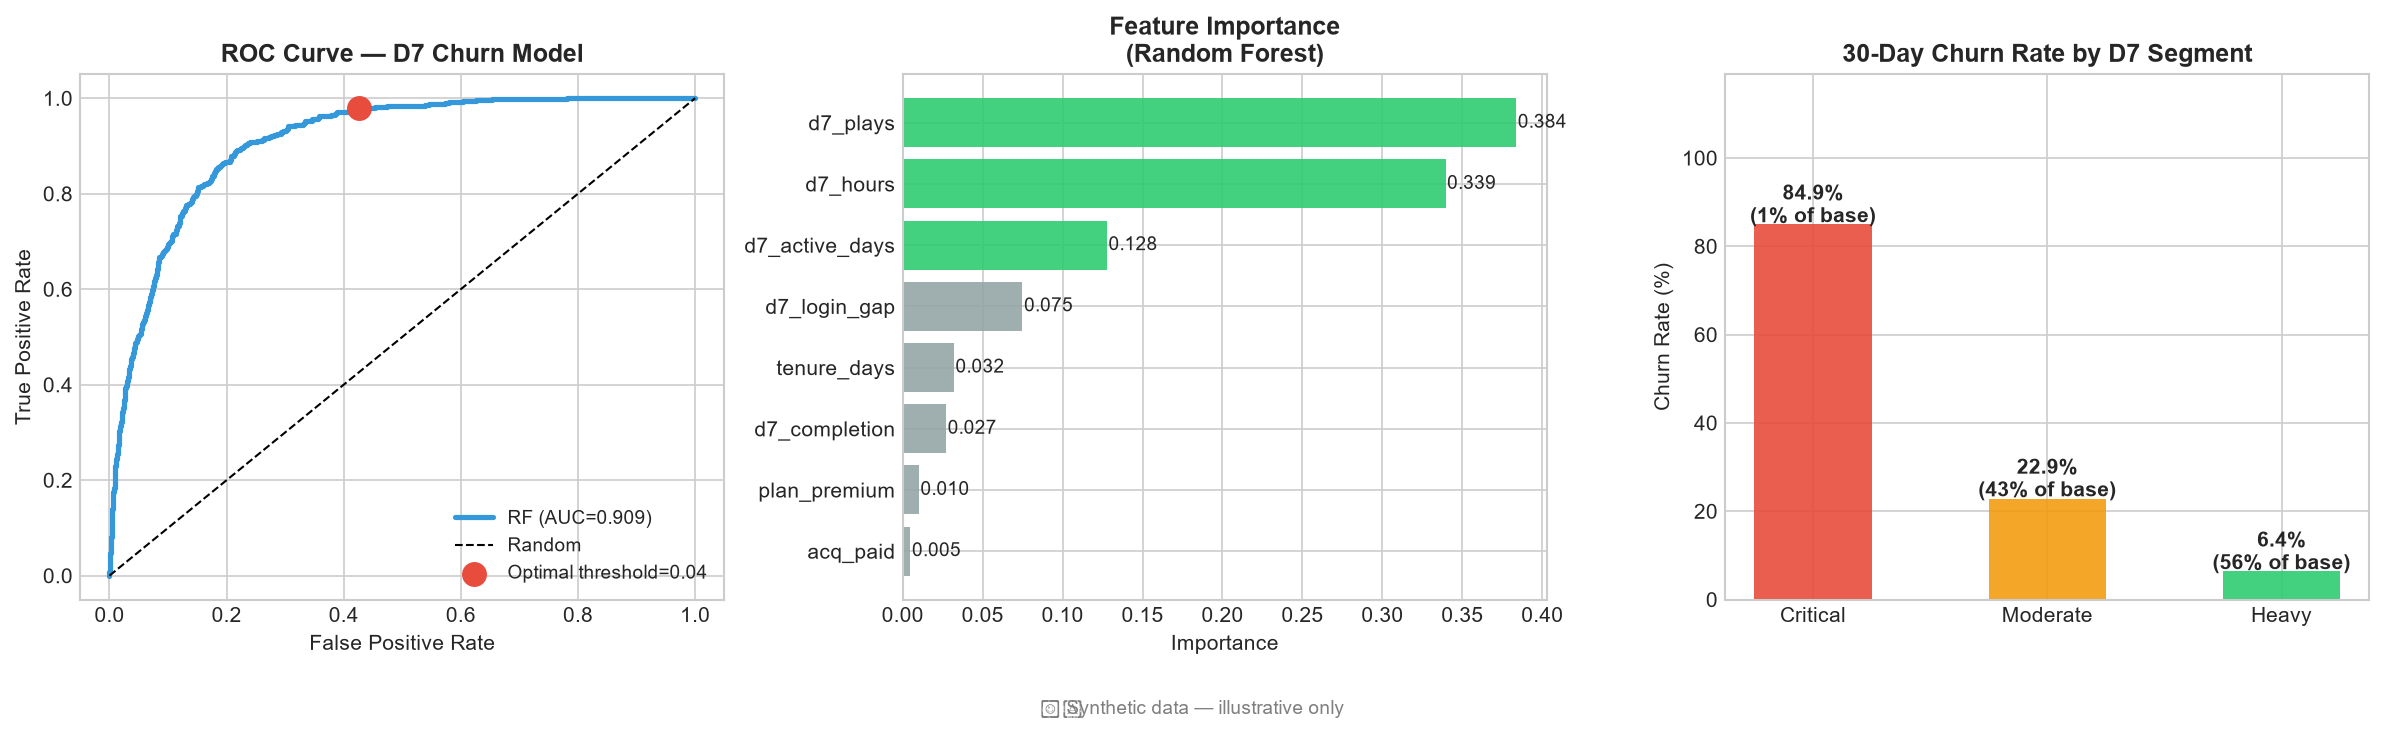 ROC Curve — D7 Churn Model
True Positive Rate
1.0
0.8
0.6
0.4
0.2
0.0
0.0 0.2 0.4 0.6 0.8 1.0
False Positive Rate
RF (AUC=0.909)
Random
Optimal threshold=0.04
Feature Importance
(Random Forest)
d7_plays 0.384
d7_hours 0.339
d7_active_days 0.128
d7_login_gap 0.075
tenure_days 0.032
d7_completion 0.027
plan_premium 0.010
acq_paid 0.005
0.00 0.05 0.10 0.15 0.20 0.25 0.30 0.35 0.40
Importance
30-Day Churn Rate by D7 Segment
Churn Rate (%)
100
80
60
40
20
0
84.9%
(1% of base)
22.9%
(43% of base)
6.4%
(56% of base)
Critical Moderate Heavy
Synthetic data — illustrative only